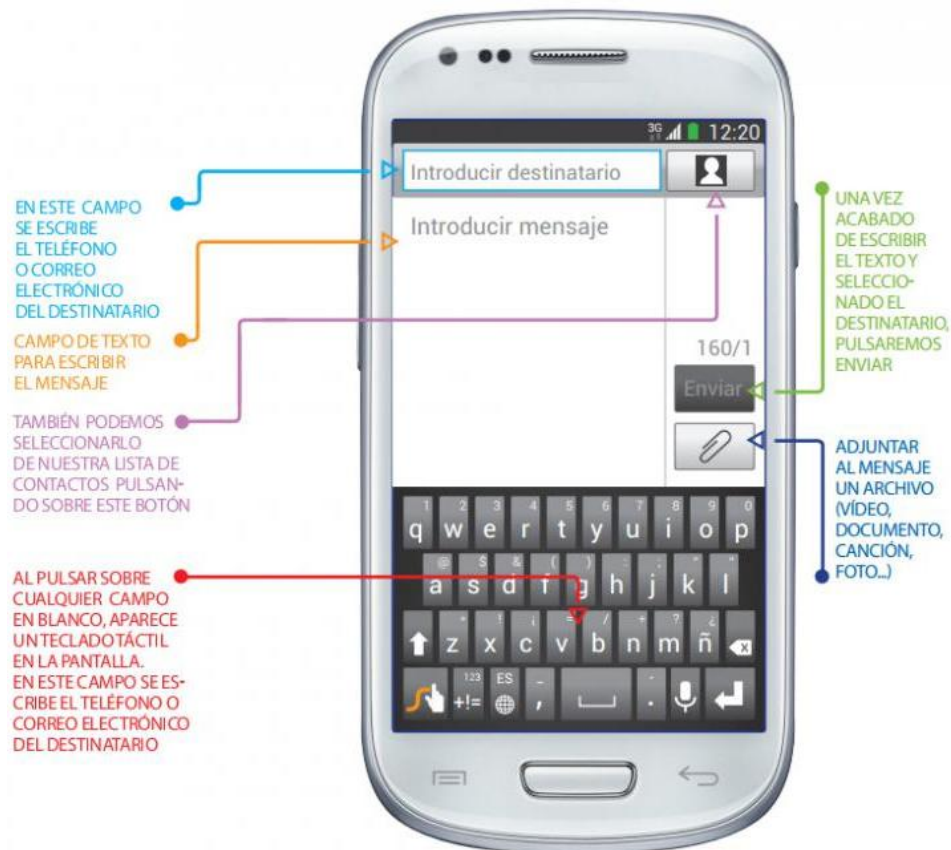 3G 12:20
Introducir destinatario
Introducir mensaje
160/1
Enviar
EN ESTE CAMPO
SE ESCRIBE
EL TELÉFONO
O CORREO
ELECTRÓNICO
DEL DESTINATARIO
CAMPO DE TEXTO
PARA ESCRIBIR
EL MENSAJE
TAMBIÉN PODEMOS
SELECCIONARLO
DE NUESTRA LISTA DE
CONTACTOS PULSAN-
DO SOBRE ESTE BOTÓN
AL PULSAR SOBRE
CUALQUIER CAMPO
EN BLANCO, APARECE
UN TECLADO TÁCTIL
EN LA PANTALLA.
EN ESTE CAMPO SE ES-
CRIBE EL TELÉFONO O
CORREO ELECTRÓNICO
DEL DESTINATARIO
UNA VEZ
ACABADO
DE ESCRIBIR
EL TEXTO Y
SELECCIO-
NADO EL
DESTINATARIO,
PULSAREMOS
ENVIAR
ADJUNTAR
AL MENSAJE
UN ARCHIVO
(VÍDEO,
DOCUMENTO,
CANCIÓN,
FOTO...)
1 2 3 4 5 6 7 8 9 0
q w e r t y u i o p
@ $ & ( ) : ; " "
a s d f g h j k l
! ¡ = / + ? ¿
z x c v b n m ñ
123 ES
+!= , .